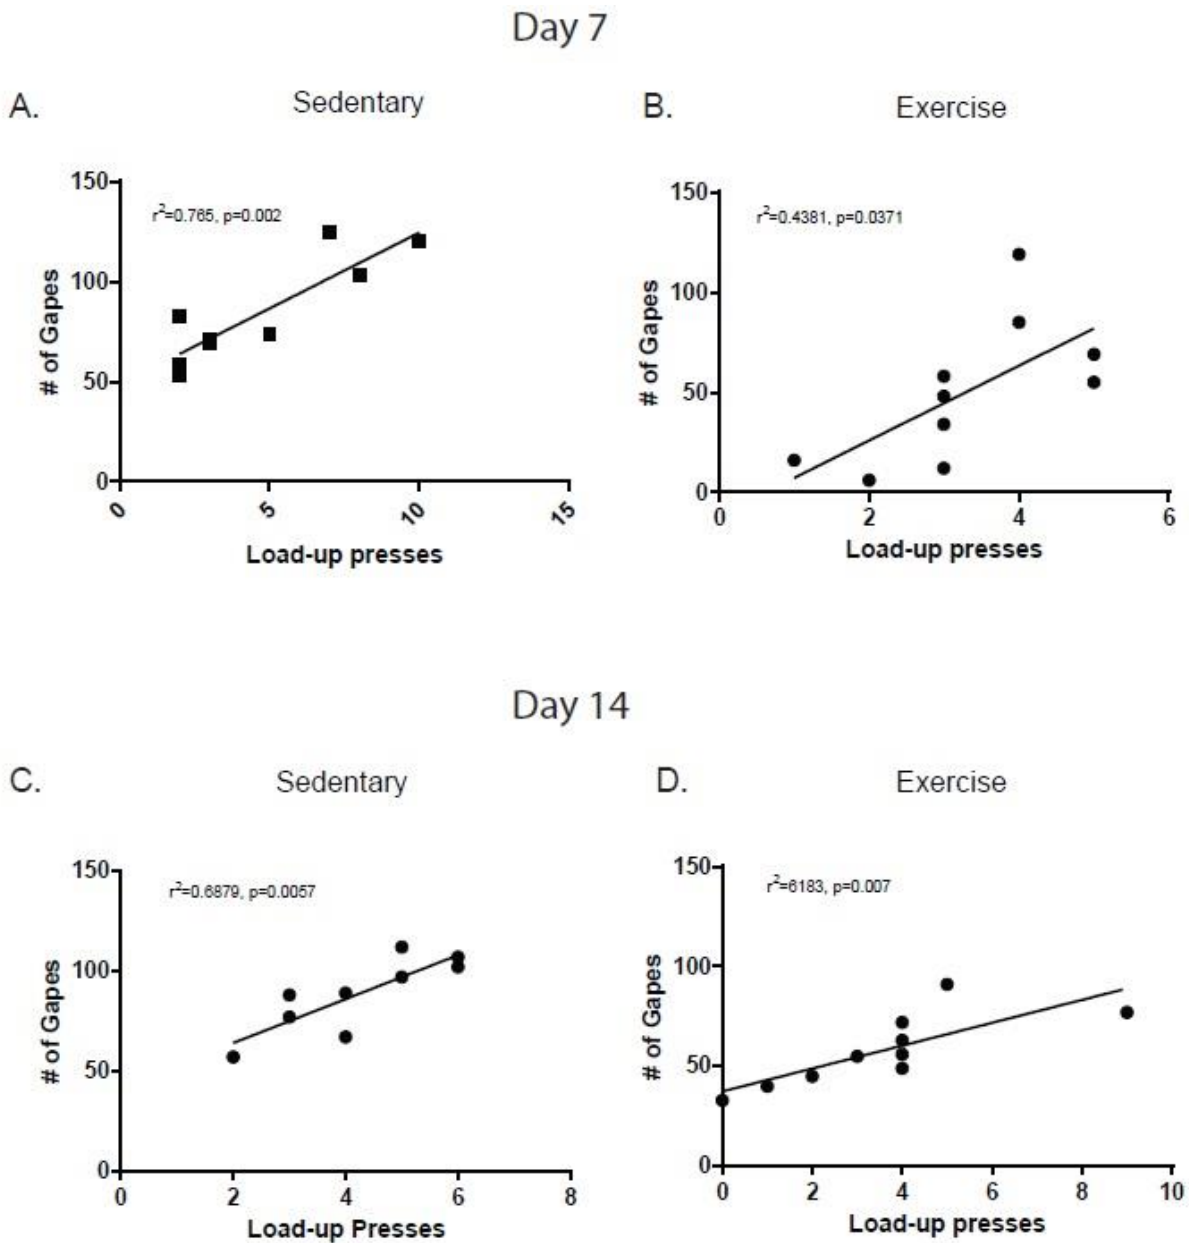 Day 7
A.
Sedentary
B.
Exercise
150
100
50
0
r²=0.765, p=0.002
# of Gapes
0
5
10
15
Load-up presses
150
100
50
0
r²=0.4381, p=0.0371
# of Gapes
0
2
4
6
Load-up presses
Day 14
C.
Sedentary
D.
Exercise
150
100
50
0
r²=0.6879, p=0.0057
# of Gapes
0
2
4
6
8
Load-up Presses
150
100
50
0
r²=6183, p=0.007
# of Gapes
0
2
4
6
8
10
Load-up presses